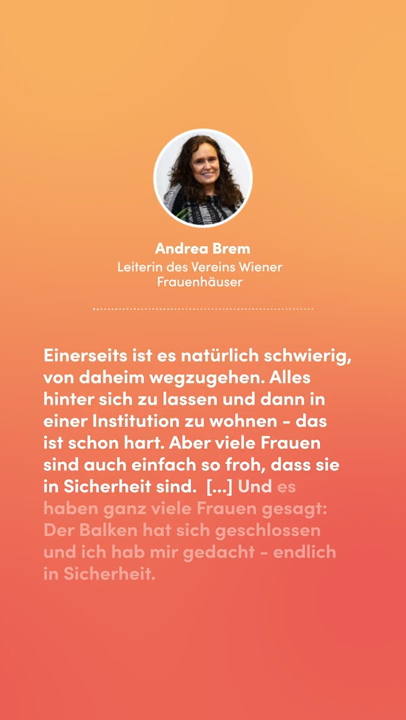 Andrea Brem
Leiterin des Vereins Wiener
Frauenhäuser
Einerseits ist es natürlich schwierig,
von daheim wegzugehen. Alles
hinter sich zu lassen und dann in
einer Institution zu wohnen – das
ist schon hart. Aber viele Frauen
sind auch einfach so froh, dass sie
in Sicherheit sind. [...] Und es
haben ganz viele Frauen gesagt:
Der Balken hat sich geschlossen
und ich hab mir gedacht – endlich
in Sicherheit.